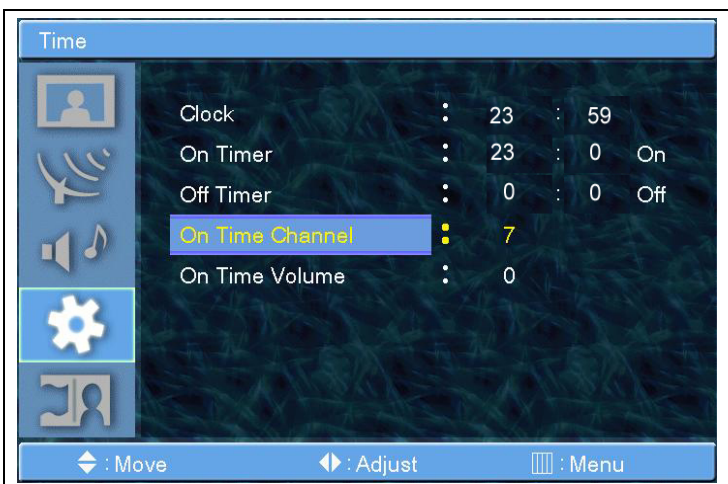 Time
Clock : 23 : 59
On Timer : 23 : 0 On
Off Timer : 0 : 0 Off
On Time Channel : 7
On Time Volume : 0
: Move : Adjust : Menu